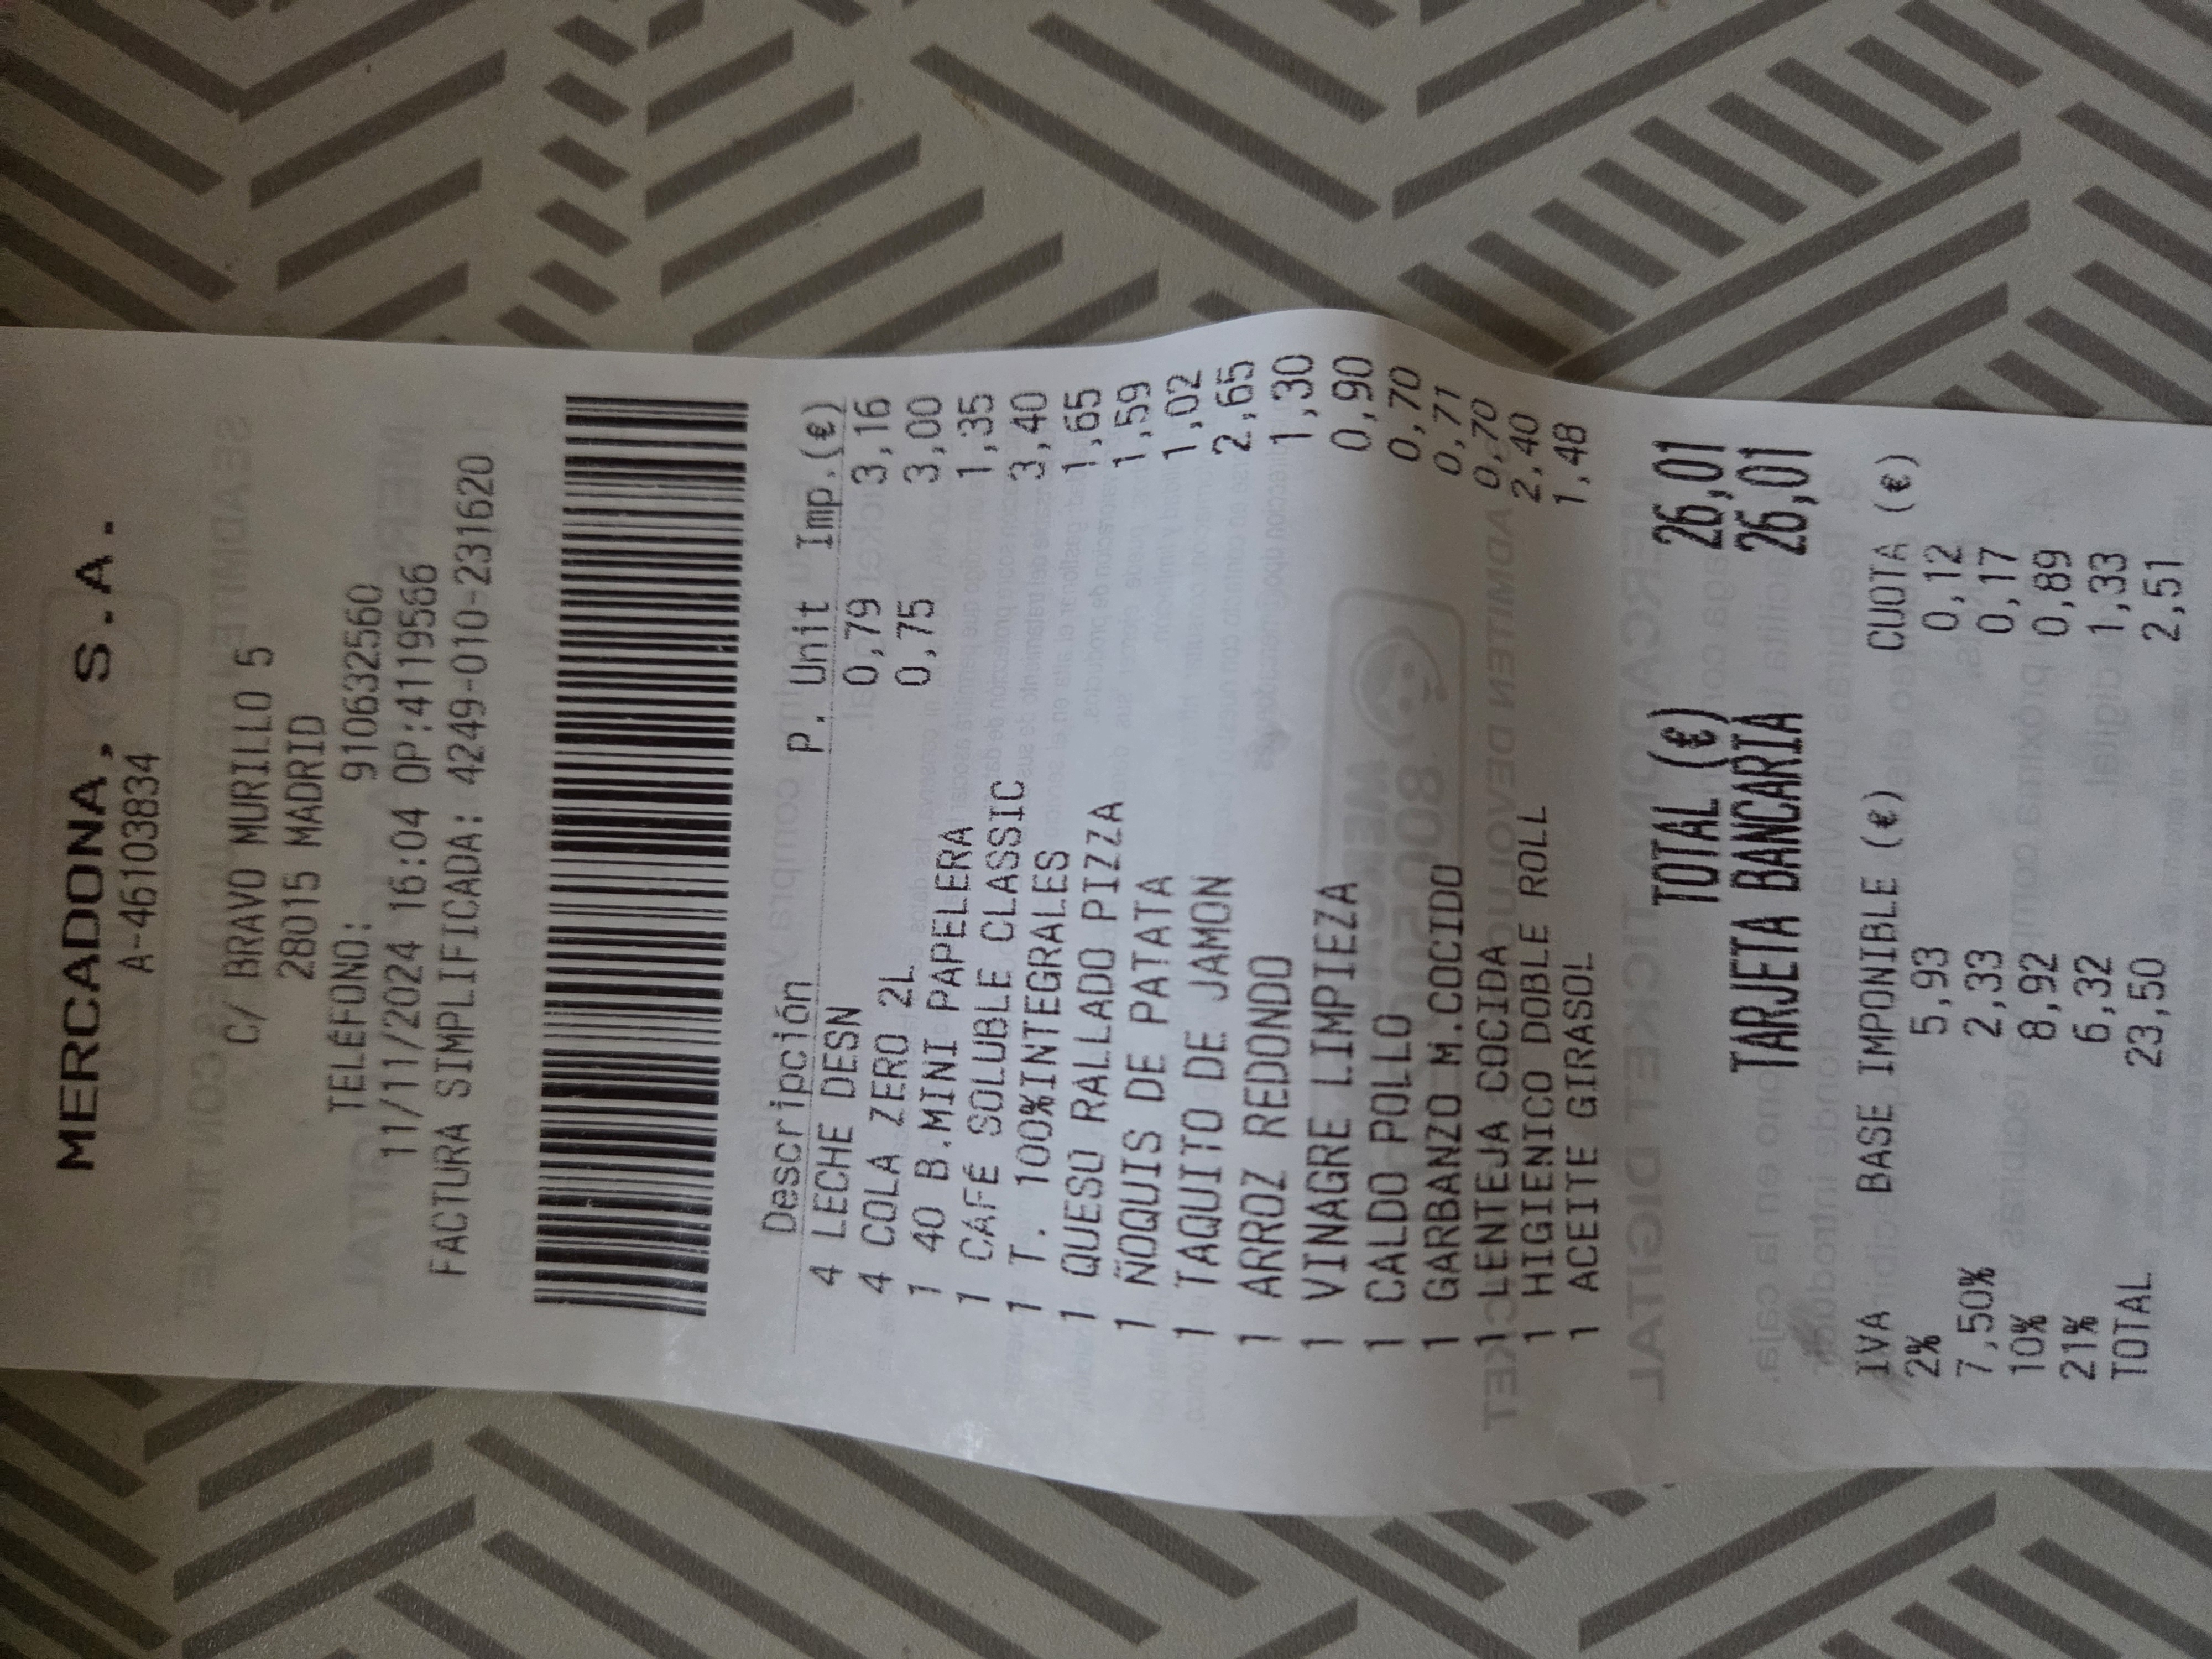 MERCADONA, S.A.
A-46103834
C/ BRAVO MURILLO 5
28015 MADRID
TELÉFONO: 910632560
11/11/2024 16:04 OP:4119566
FACTURA SIMPLIFICADA: 4249-010-231620
Descripción P. Unit Imp.(€)
4 LECHE DESN 0,79 3,16
4 COLA ZERO 2L 0,75 3,00
1 40 B.MINI PAPELERA 1,35
1 CAFÉ SOLUBLE CLASSIC 3,40
1 T. 100%INTEGRALES 1,65
1 QUESO RALLADO PIZZA 1,59
1 ÑOQUIS DE PATATA 1,02
1 TAQUITO DE JAMON 2,65
1 ARROZ REDONDO 1,30
1 VINAGRE LIMPIEZA 0,90
1 CALDO POLLO 0,70
1 GARBANZO M.COCIDO 0,71
1 LENTEJA COCIDA 0,70
1 HIGIENICO DOBLE ROLL 2,40
1 ACEITE GIRASOL 1,48
TOTAL (€) 26,01
TARJETA BANCARIA 26,01
IVA BASE IMPONIBLE (€) CUOTA (€)
2% 5,93 0,12
7,50% 2,33 0,17
10% 8,92 0,89
21% 6,32 1,33
TOTAL 23,50 2,51